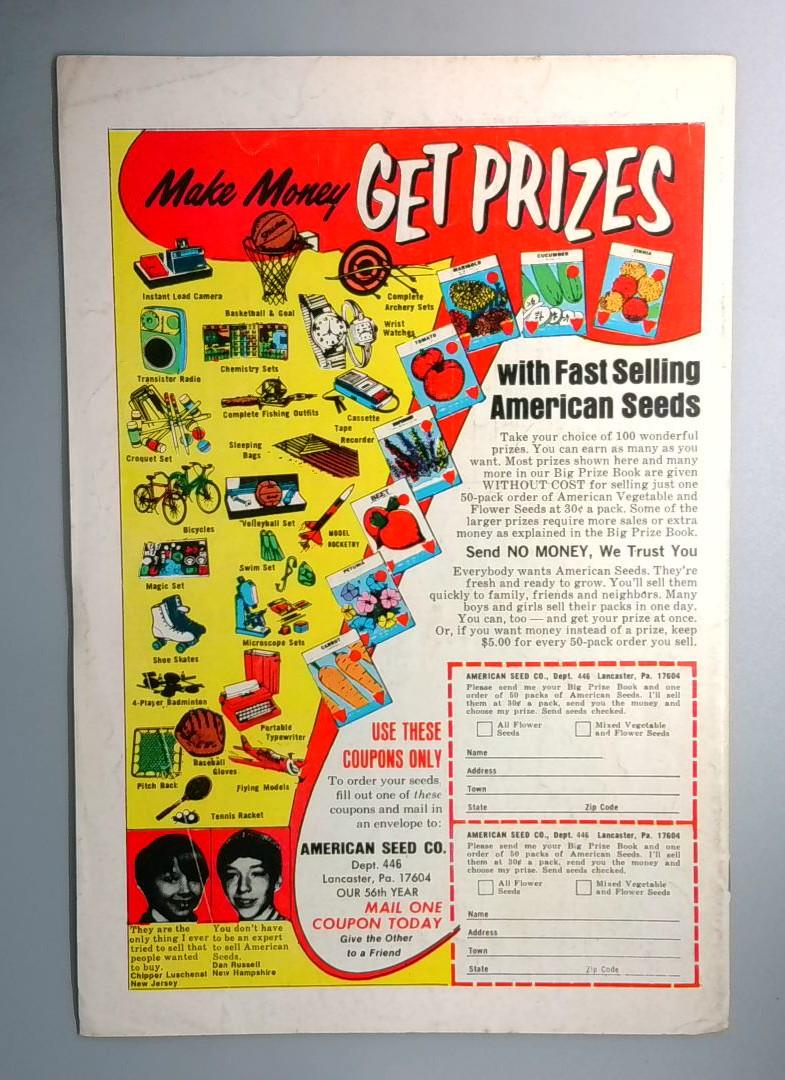 Make Money GET PRIZES
Instant Load Camera
Basketball & Goal
Complete
Archery Sets
Wrist
Watches
Transistor Radio
Chemistry Sets
Complete Fishing Outfits
Cassette
Tape
Recorder
Croquet Set
Sleeping
Bags
Bicycles
Volleyball Set
MODEL
ROCKETRY
Swim Set
Magic Set
Shoe Skates
Microscope Sets
4-Player Badminton
Portable
Typewriter
Baseball
Gloves
Pitch Back
Flying Models
Tennis Racket
MARIGOLD
CUCUMBER
ZINNIA
TOMATO
BEET
PETUNIA
CARROT
with Fast Selling
American Seeds
Take your choice of 100 wonderful
prizes. You can earn as many as you
want. Most prizes shown here and many
more in our Big Prize Book are given
WITHOUT COST for selling just one
50-pack order of American Vegetable and
Flower Seeds at 30¢ a pack. Some of the
larger prizes require more sales or extra
money as explained in the Big Prize Book.
Send NO MONEY, We Trust You
Everybody wants American Seeds. They're
fresh and ready to grow. You'll sell them
quickly to family, friends and neighbors. Many
boys and girls sell their packs in one day.
You can, too — and get your prize at once.
Or, if you want money instead of a prize, keep
$5.00 for every 50-pack order you sell.
USE THESE
COUPONS ONLY
To order your seeds,
fill out one of these
coupons and mail in
an envelope to:
AMERICAN SEED CO.
Dept. 446
Lancaster, Pa. 17604
OUR 56th YEAR
MAIL ONE
COUPON TODAY
Give the Other
to a Friend
They are the
only thing I ever
tried to sell that
people wanted
to buy.
Chipper Luschenat
New Jersey
You don't have
to be an expert
to sell American
Seeds.
Dan Russell
New Hampshire
AMERICAN SEED CO., Dept. 446 Lancaster, Pa. 17604
Please send me your Big Prize Book and one
order of 50 packs of American Seeds. I'll sell
them at 30¢ a pack, send you the money and
choose my prize. Send seeds checked.
All Flower
Seeds
Mixed Vegetable
and Flower Seeds
Name
Address
Town
State Zip Code
AMERICAN SEED CO., Dept. 446 Lancaster, Pa. 17604
Please send me your Big Prize Book and one
order of 50 packs of American Seeds. I'll sell
them at 30¢ a pack, send you the money and
choose my prize. Send seeds checked.
All Flower
Seeds
Mixed Vegetable
and Flower Seeds
Name
Address
Town
State Zip Code